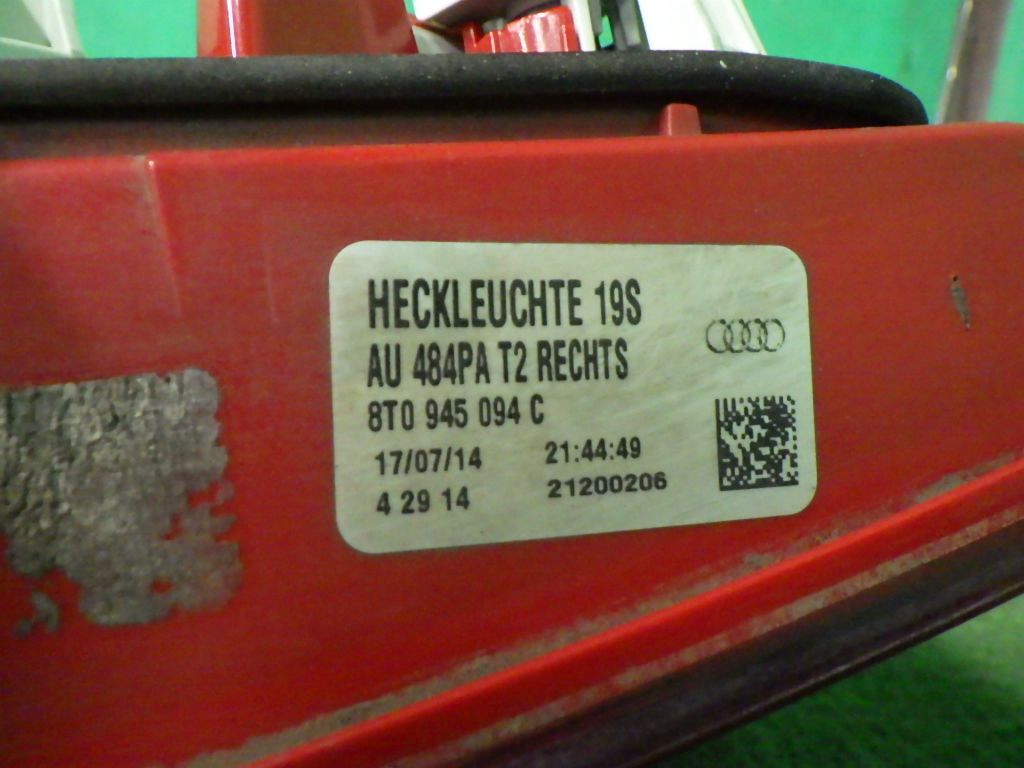 HECKLEUCHTE 19S
AU 484PA T2 RECHTS
8T0 945 094 C
17/07/14 21:44:49
4 29 14 21200206